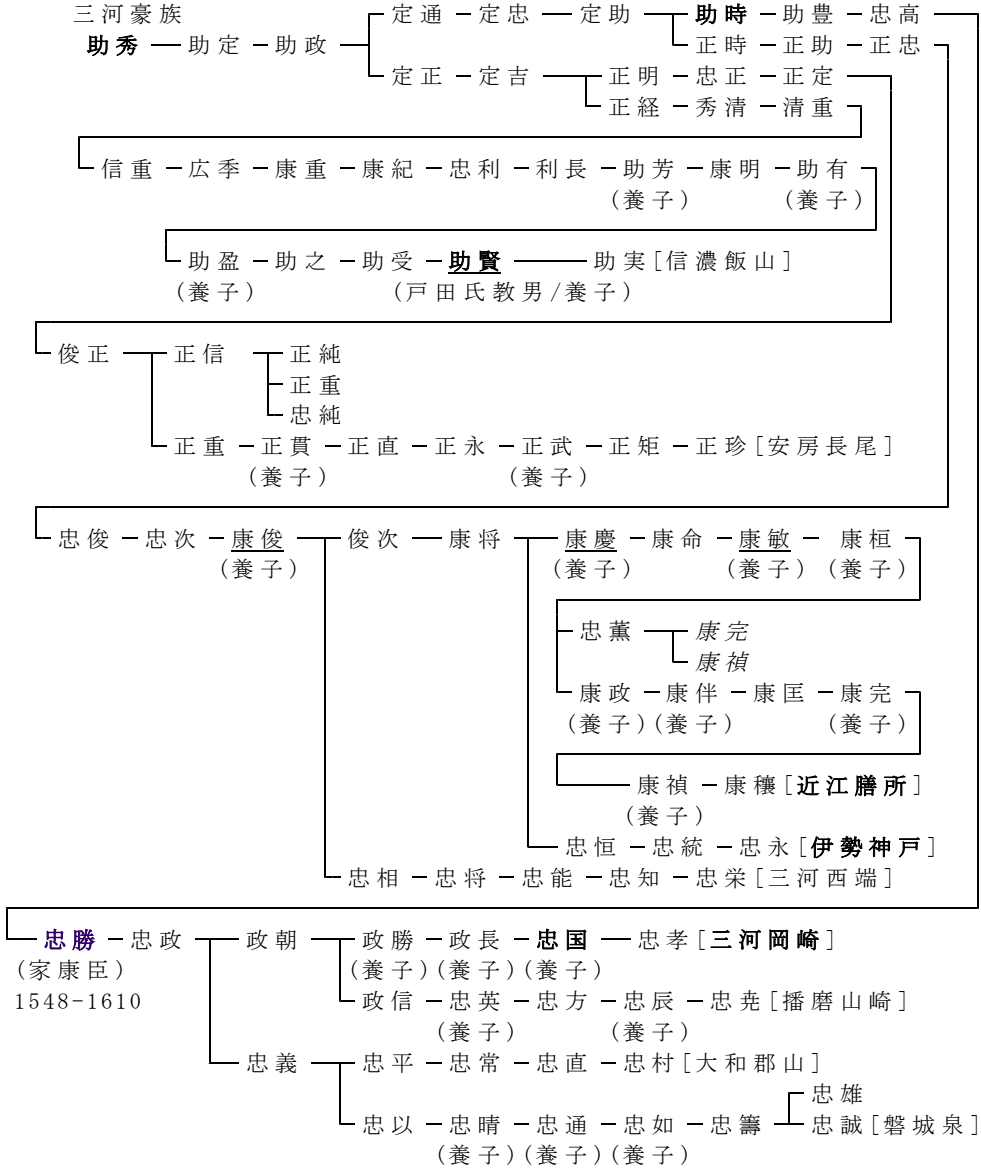 三河豪族
定通 定忠 定助 助時 助豊 忠高
助秀 助定 助政
正時 正助 正忠
定正 定吉 正明 忠正 正定
正経 秀清 清重
信重 広季 康重 康紀 忠利 利長 助芳 康明 助有
(養子) (養子)
助盈 助之 助受 助賢 助実[信濃飯山]
(養子) (戸田氏教男/養子)
俊正 正信 正純
正重
忠純
正重 正貫 正直 正永 正武 正矩 正珍[安房長尾]
(養子) (養子)
忠俊 忠次 康俊 俊次 康将 康慶 康命 康敏 康桓
(養子) (養子) (養子) (養子)
忠薫 康完
康禎
康政 康伴 康匡 康完
(養子)(養子) (養子)
康禎 康穰[近江膳所]
(養子)
忠恒 忠統 忠永[伊勢神戸]
忠相 忠将 忠能 忠知 忠栄[三河西端]
忠勝 忠政 政朝 政勝 政長 忠国 忠孝[三河岡崎]
(家康臣) (養子)(養子)(養子)
1548-1610 政信 忠英 忠方 忠辰 忠尭[播磨山崎]
(養子) (養子)
忠義 忠平 忠常 忠直 忠村[大和郡山]
忠雄
忠以 忠晴 忠通 忠如 忠籌 忠誠[磐城泉]
(養子)(養子)(養子)